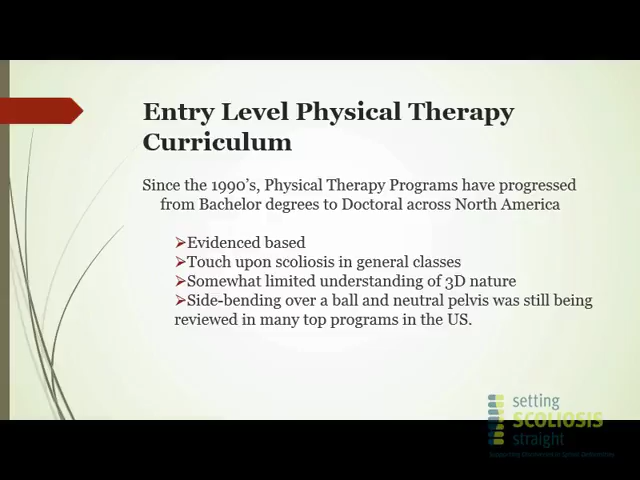 Entry Level Physical Therapy
Curriculum
Since the 1990’s, Physical Therapy Programs have progressed
from Bachelor degrees to Doctoral across North America
➤Evidenced based
➤Touch upon scoliosis in general classes
➤Somewhat limited understanding of 3D nature
➤Side-bending over a ball and neutral pelvis was still being
reviewed in many top programs in the US.
setting
SCOLIOSIS
straight